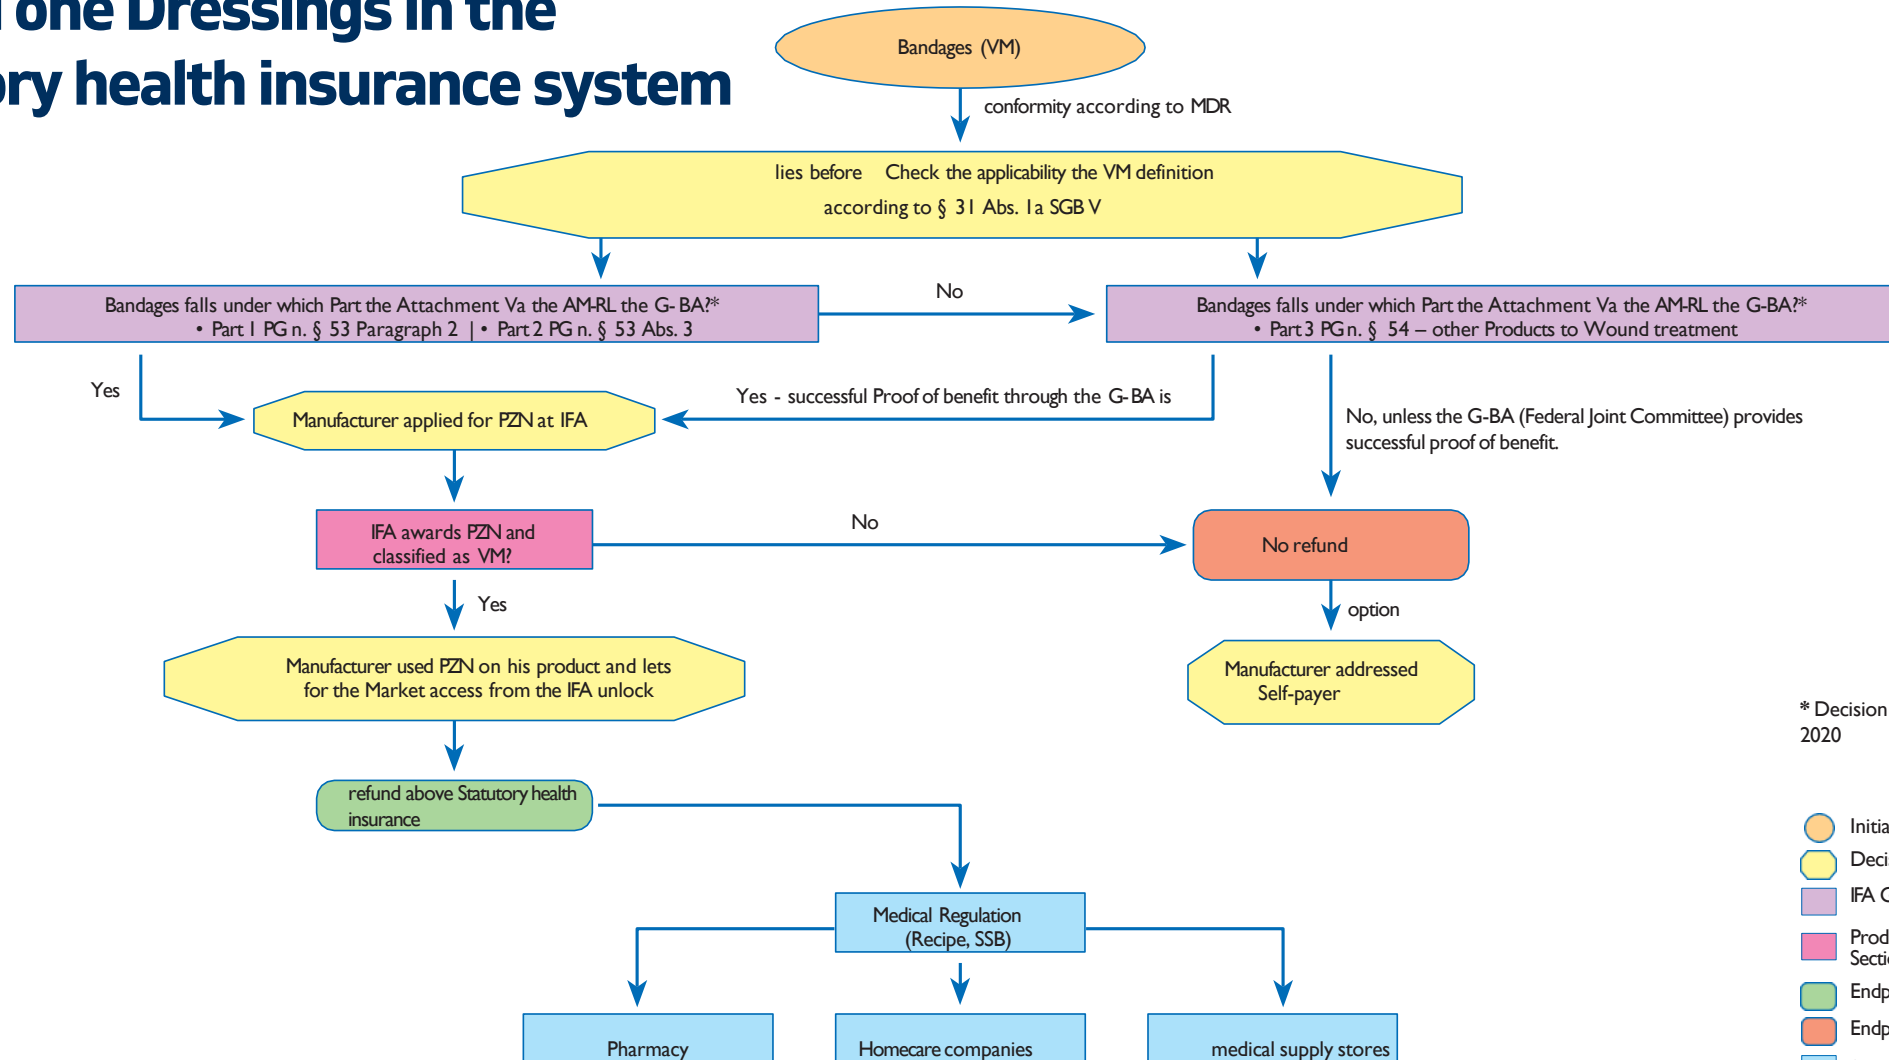 one Dressings in the
ory health insurance system
Bandages (VM)
conformity according to MDR
lies before Check the applicability the VM definition
according to § 31 Abs. 1a SGB V
Bandages falls under which Part the Attachment Va the AM-RL the G- BA?*
• Part 1 PG n. § 53 Paragraph 2 | • Part 2 PG n. § 53 Abs. 3
No
Bandages falls under which Part the Attachment Va the AM-RL the G-BA?*
• Part 3 PG n. § 54 – other Products to Wound treatment
Yes
Manufacturer applied for PZN at IFA
Yes - successful Proof of benefit through the G-BA is
No, unless the G-BA (Federal Joint Committee) provides
successful proof of benefit.
IFA awards PZN and
classified as VM?
No
No refund
Yes
option
Manufacturer used PZN on his product and lets
for the Market access from the IFA unlock
Manufacturer addressed
Self-payer
* Decision
2020
refund above Statutory health
insurance
Initia
Deci
IFA
Medical Regulation
(Recipe, SSB)
Prod
Secti
Endp
Endp
Pharmacy
Homecare companies
medical supply stores